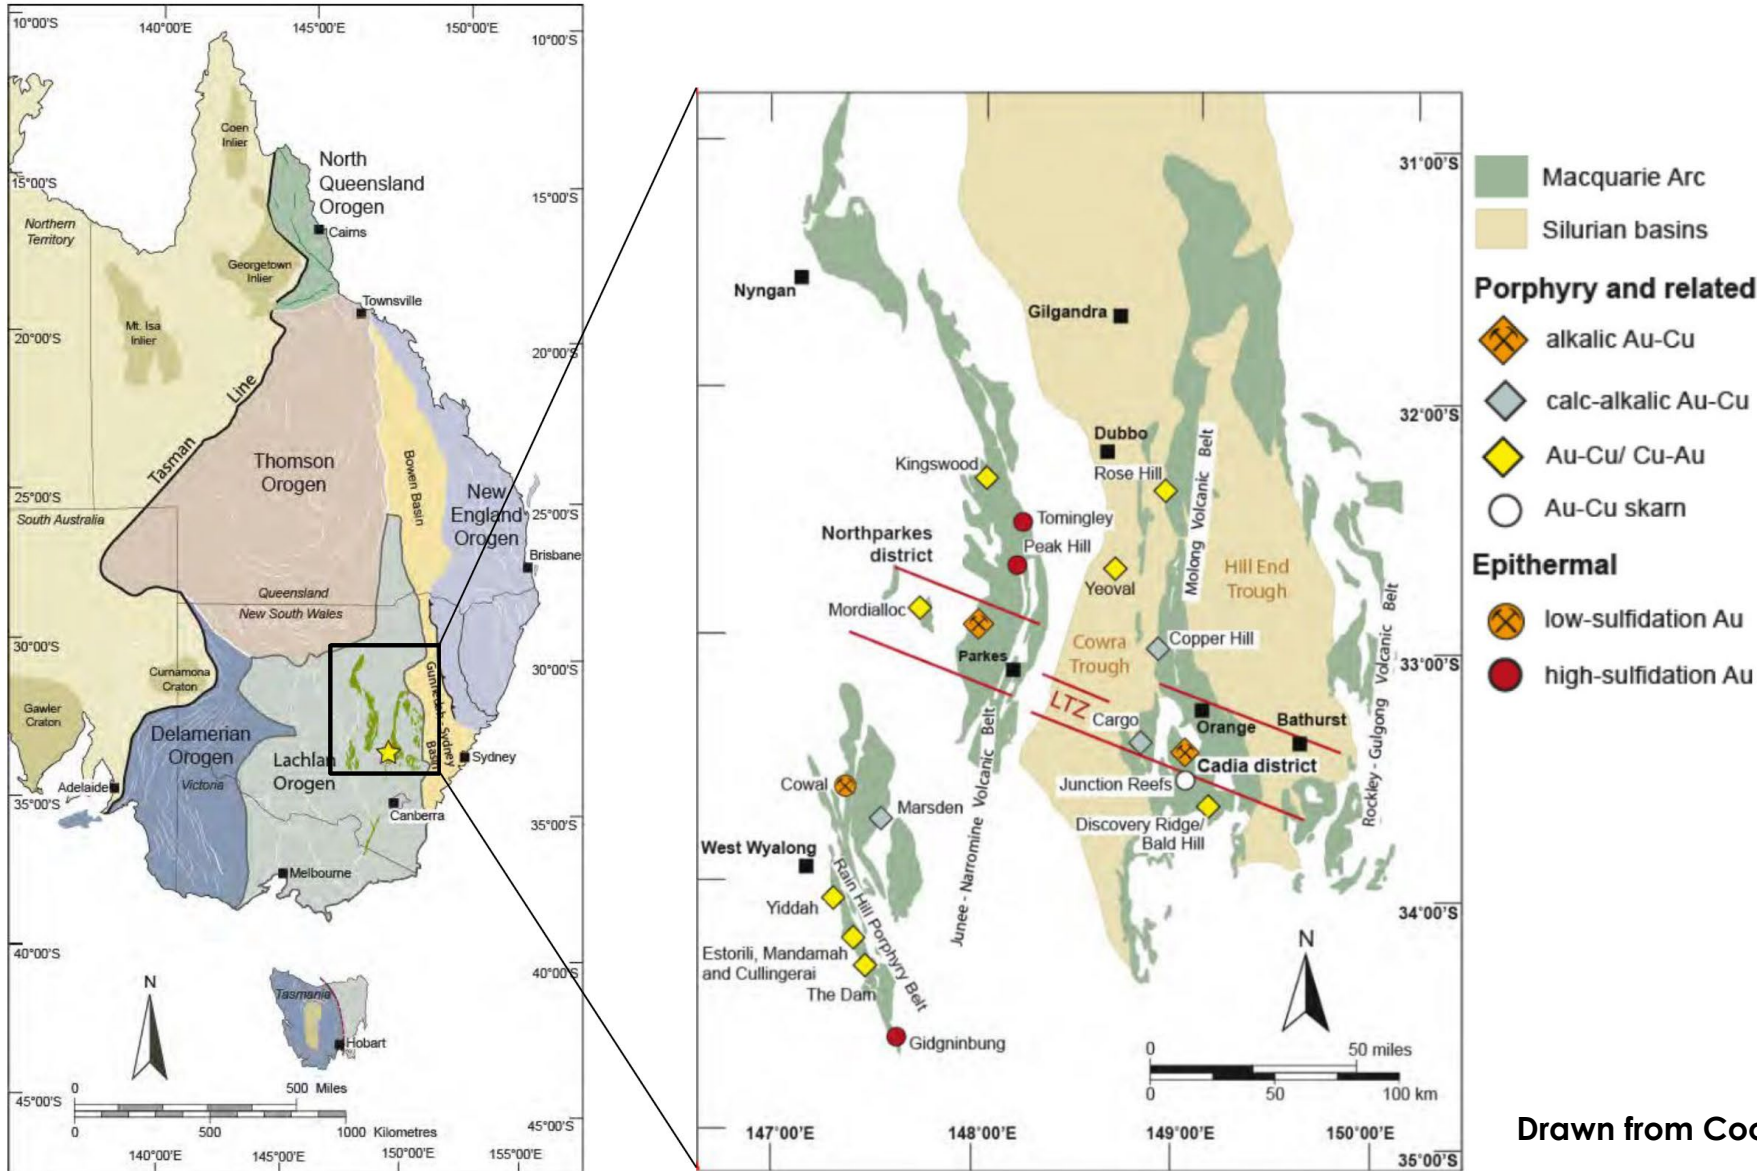 10°00'S
140°00'E
145°00'E
150°00'E
10°00'S
Coen
Inlier
North
Queensland
Orogen
15°00'S
15°00'S
Northern
Territory
Cairns
Georgetown
Inlier
Townsville
Mt. Isa
Inlier
20°00'S
20°00'S
Tasman Line
Thomson
Orogen
Bowen Basin
New
England
Orogen
25°00'S
25°00'S
South Australia
Brisbane
Queensland
New South Wales
30°00'S
30°00'S
Curnamona
Craton
Gawler
Craton
Gunnedah - Sydney
Basin
Delamerian
Orogen
Lachlan
Orogen
Sydney
Adelaide
Victoria
35°00'S
35°00'S
Canberra
Melbourne
40°00'S
40°00'S
N
Tasmania
Hobart
0 500 Miles
45°00'S
45°00'S
0 500 1000 Kilometres
140°00'E
145°00'E
150°00'E
155°00'E
31°00'S
Nyngan
Gilgandra
32°00'S
Dubbo
Kingswood
Rose Hill
Molong Volcanic Belt
Tomingley
Northparkes
district
Peak Hill
Yeoval
Hill End
Trough
Mordialloc
Cowra
Trough
Copper Hill
Parkes
33°00'S
LTZ
Cargo
Orange
Bathurst
Cadia district
Junction Reefs
Rockley - Gulgong Volcanic Belt
Junee - Narromine Volcanic Belt
Cowal
Marsden
Discovery Ridge/
Bald Hill
West Wyalong
Rain Hill Porphyry Belt
Yiddah
34°00'S
Estorili, Mandamah
and Cullingerai
The Dam
N
Gidgninbung
0 50 miles
0 50 100 km
147°00'E
148°00'E
149°00'E
150°00'E
35°00'S
Macquarie Arc
Silurian basins
Porphyry and related
alkalic Au-Cu
calc-alkalic Au-Cu
Au-Cu/ Cu-Au
Au-Cu skarn
Epithermal
low-sulfidation Au
high-sulfidation Au
Drawn from